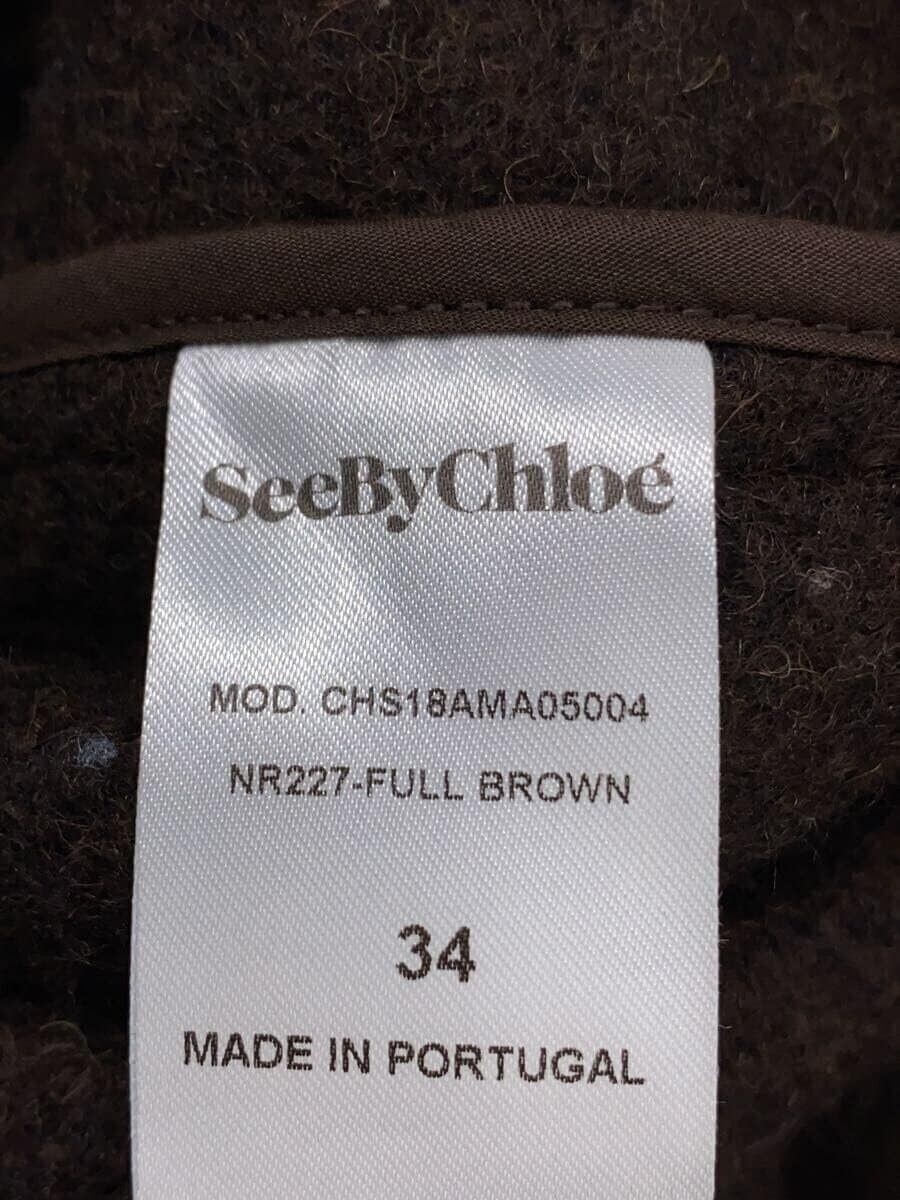 SeeByChloé
MOD. CHS18AMA05004
NR227-FULL BROWN
34
MADE IN PORTUGAL